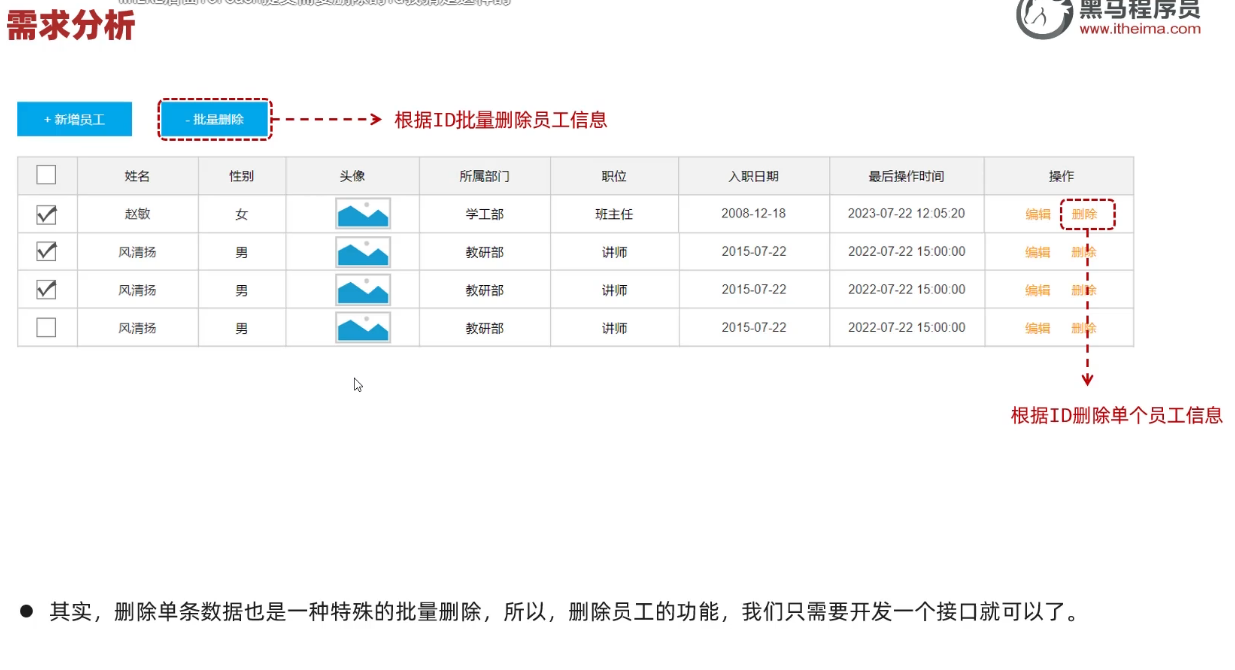 需求分析
黑马程序员
www.itheima.com
+ 新增员工
- 批量删除
根据ID批量删除员工信息
姓名 性别 头像 所属部门 职位 入职日期 最后操作时间 操作
赵敏 女 学工部 班主任 2008-12-18 2023-07-22 12:05:20 编辑 删除
风清扬 男 教研部 讲师 2015-07-22 2022-07-22 15:00:00 编辑 删除
风清扬 男 教研部 讲师 2015-07-22 2022-07-22 15:00:00 编辑 删除
风清扬 男 教研部 讲师 2015-07-22 2022-07-22 15:00:00 编辑 删除
根据ID删除单个员工信息
● 其实，删除单条数据也是一种特殊的批量删除，所以，删除员工的功能，我们只需要开发一个接口就可以了。